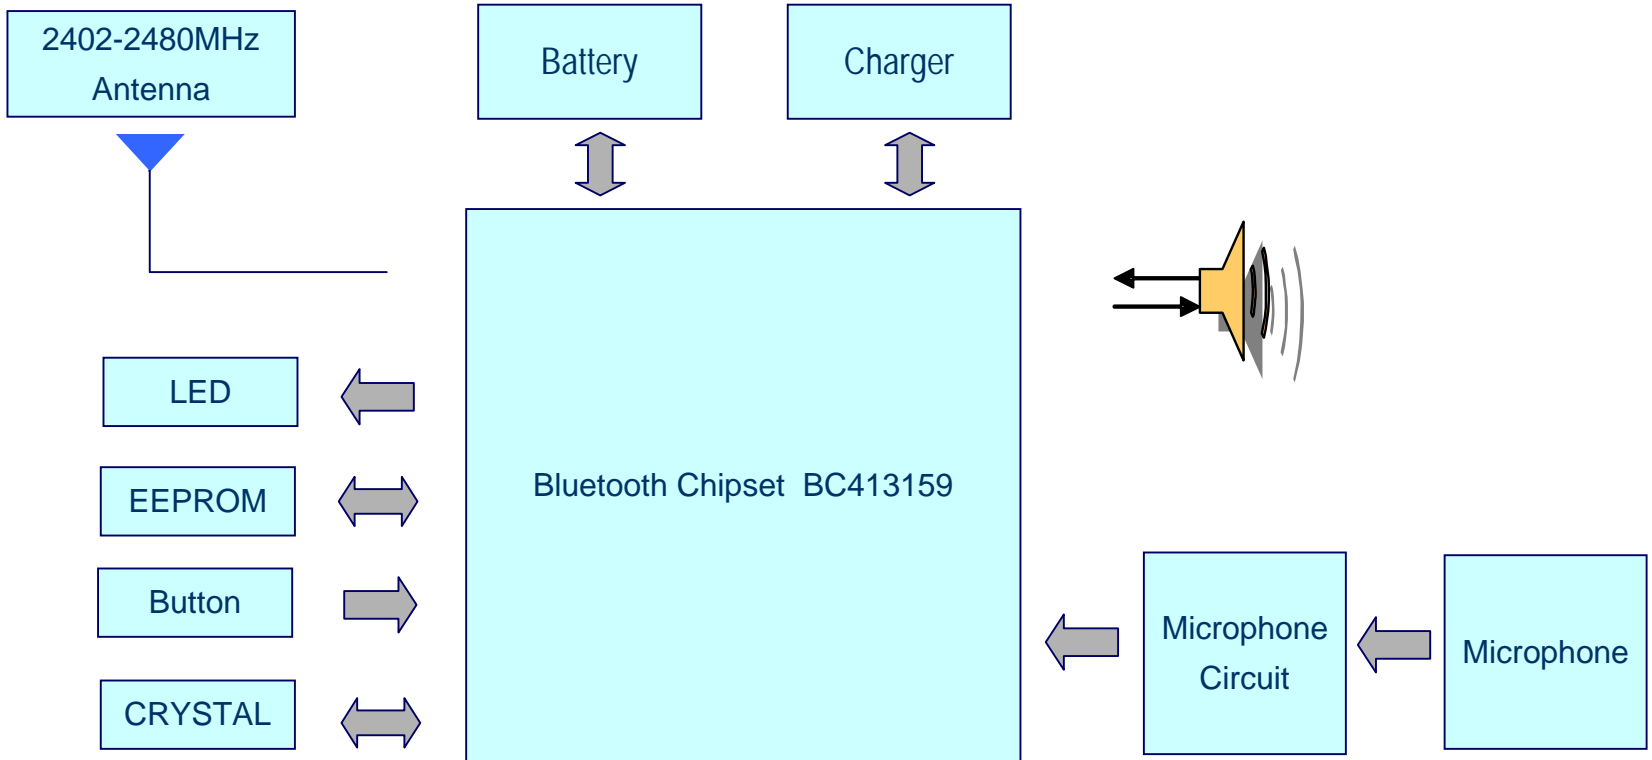 2402-2480MHz
Antenna
Battery
Charger
LED
EEPROM
Button
CRYSTAL
Bluetooth Chipset  BC413159
Microphone
Circuit
Microphone